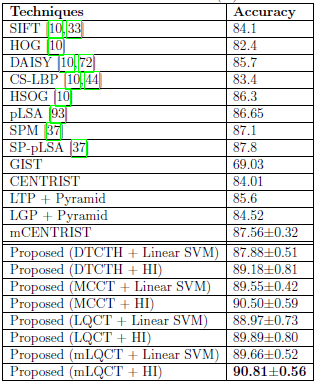 Techniques Accuracy
SIFT [10, 33] 84.1
HOG [10] 82.4
DAISY [10, 72] 85.7
CS-LBP [10, 44] 83.4
HSOG [10] 86.3
pLSA [93] 86.65
SPM [37] 87.1
SP-pLSA [37] 87.8
GIST 69.03
CENTRIST 84.01
LTP + Pyramid 85.6
LGP + Pyramid 84.52
mCENTRIST 87.56±0.32
Proposed (DTCTH + Linear SVM) 87.88±0.51
Proposed (DTCTH + HI) 89.18±0.81
Proposed (MCCT + Linear SVM) 89.55±0.42
Proposed (MCCT + HI) 90.50±0.59
Proposed (LQCT + Linear SVM) 88.97±0.73
Proposed (LQCT + HI) 89.89±0.80
Proposed (mLQCT + Linear SVM) 89.66±0.52
Proposed (mLQCT + HI) 90.81±0.56